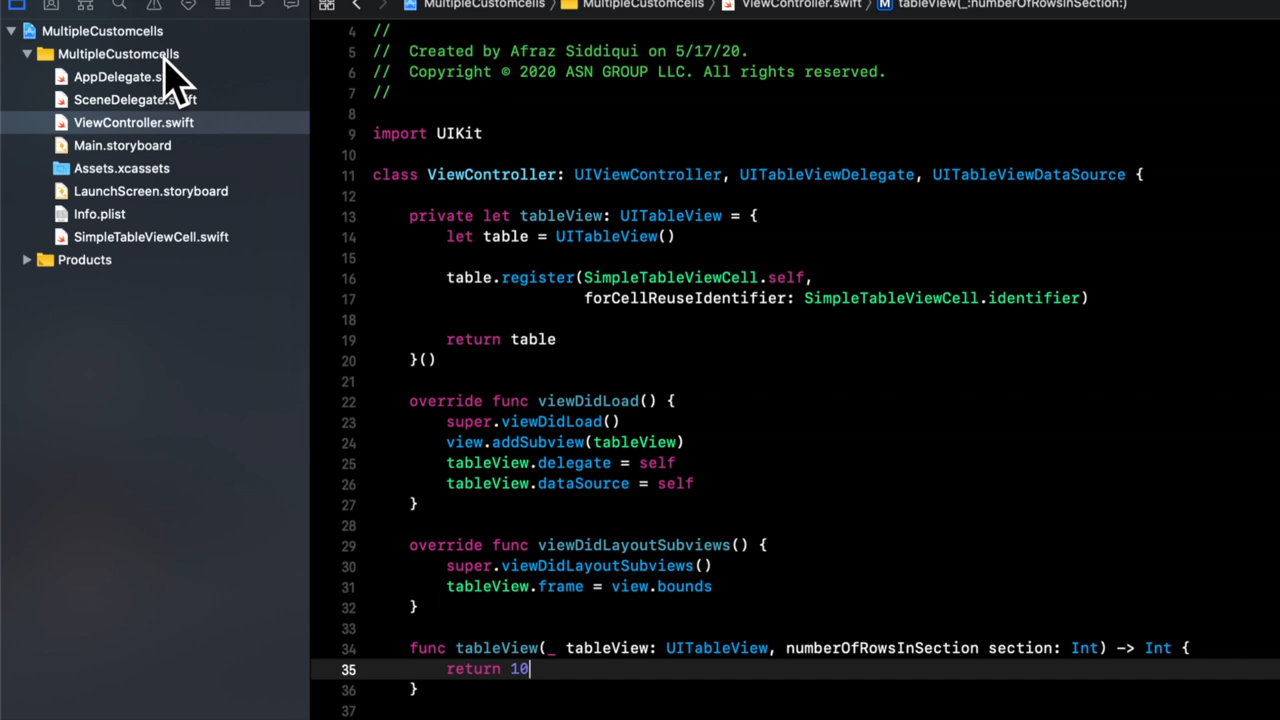 MultipleCustomcells
MultipleCustomcells
AppDelegate.s
SceneDelegate.swift
ViewController.swift
Main.storyboard
Assets.xcassets
LaunchScreen.storyboard
Info.plist
SimpleTableViewCell.swift
Products
MultipleCustomcells MultipleCustomcells ViewController.swift M tableView(_:numberOfRowsInSection:)
4 //
5 // Created by Afraz Siddiqui on 5/17/20.
6 // Copyright © 2020 ASN GROUP LLC. All rights reserved.
7 //
8
9 import UIKit
10
11 class ViewController: UIViewController, UITableViewDelegate, UITableViewDataSource {
12
13 private let tableView: UITableView = {
14 let table = UITableView()
15
16 table.register(SimpleTableViewCell.self,
17 forCellReuseIdentifier: SimpleTableViewCell.identifier)
18
19 return table
20 }()
21
22 override func viewDidLoad() {
23 super.viewDidLoad()
24 view.addSubview(tableView)
25 tableView.delegate = self
26 tableView.dataSource = self
27 }
28
29 override func viewDidLayoutSubviews() {
30 super.viewDidLayoutSubviews()
31 tableView.frame = view.bounds
32 }
33
34 func tableView(_ tableView: UITableView, numberOfRowsInSection section: Int) -> Int {
35 return 10
36 }
37